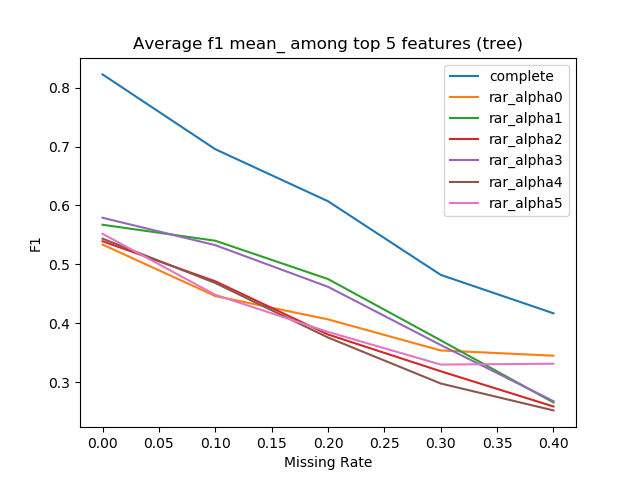 Average f1 mean_ among top 5 features (tree)
complete
rar_alpha0
rar_alpha1
rar_alpha2
rar_alpha3
rar_alpha4
rar_alpha5
F1
0.8
0.7
0.6
0.5
0.4
0.3
0.00 0.05 0.10 0.15 0.20 0.25 0.30 0.35 0.40
Missing Rate